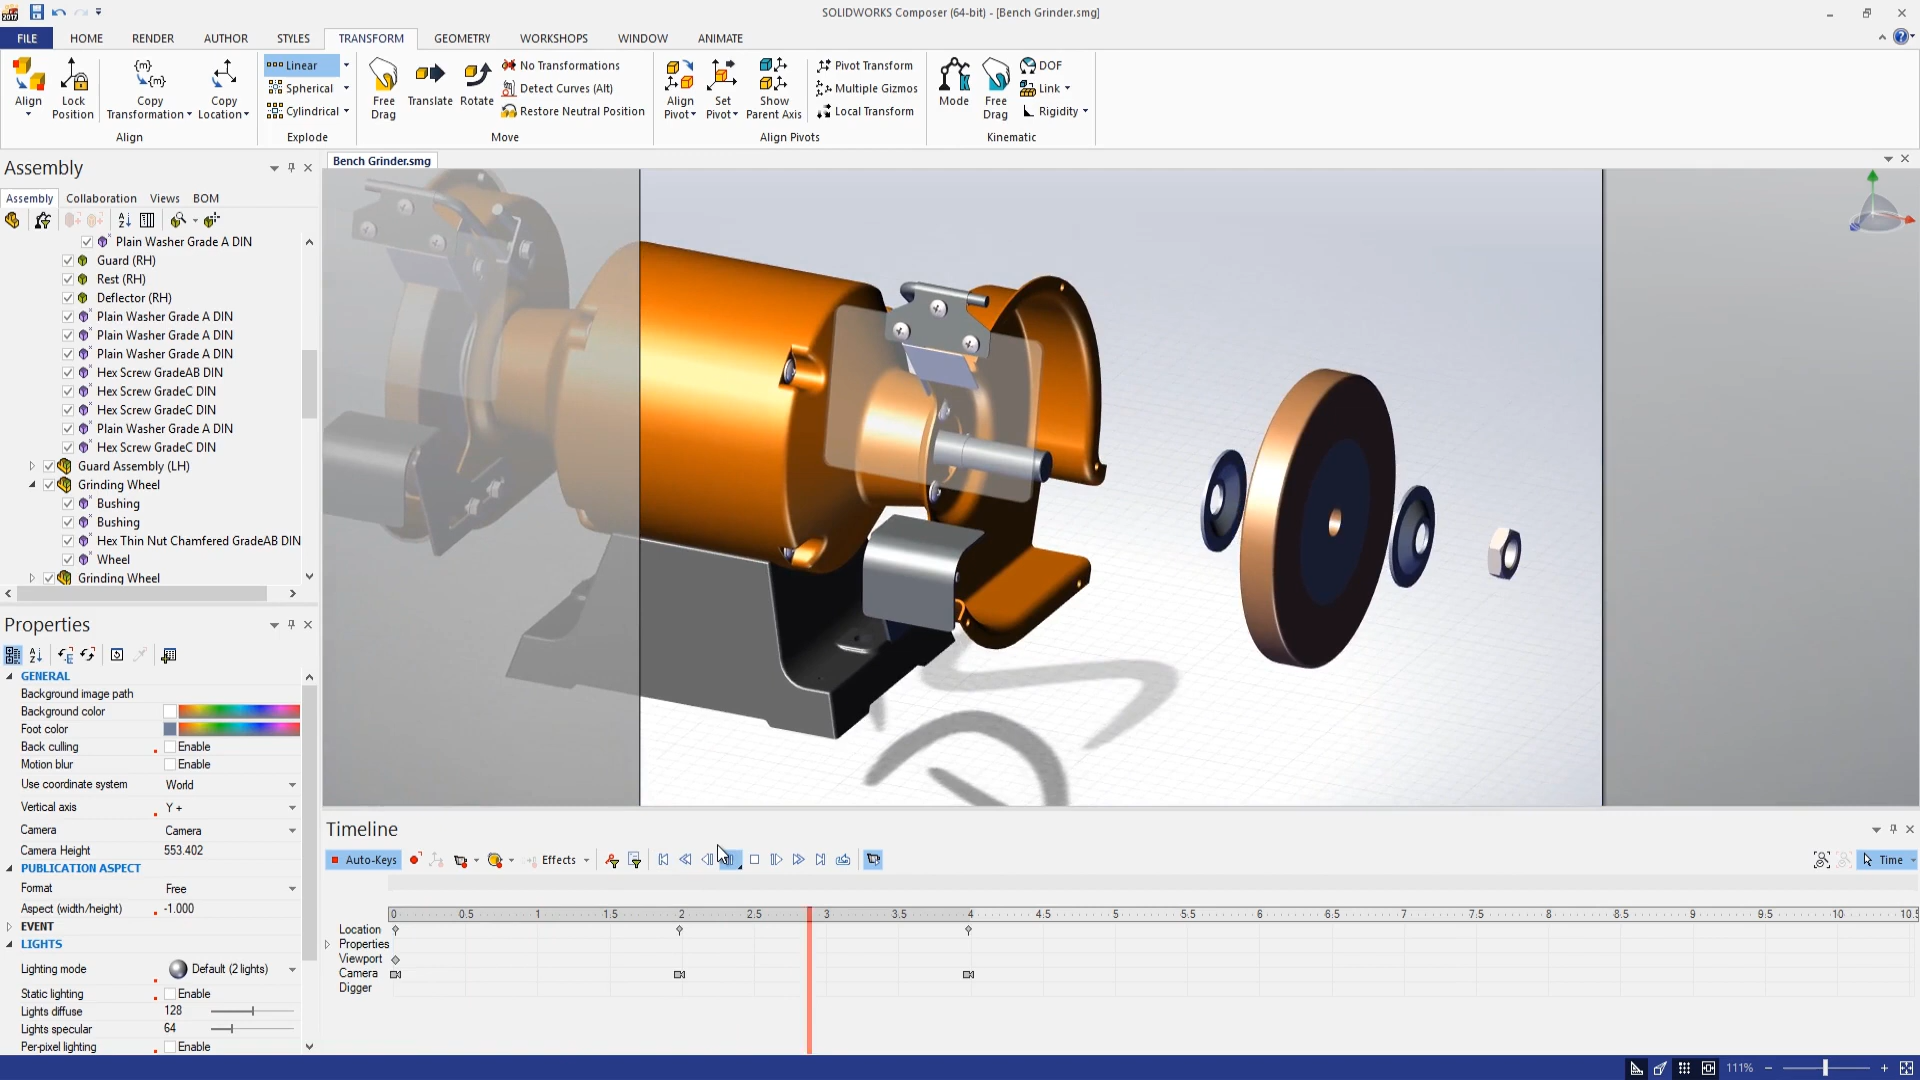 SOLIDWORKS Composer (64-bit) - [Bench Grinder.smg]
FILE HOME RENDER AUTHOR STYLES TRANSFORM GEOMETRY WORKSHOPS WINDOW ANIMATE
Align
Lock Position
{m}
{m}
Copy Transformation
Copy Location
Align
Linear
Spherical
Cylindrical
Explode
Free Drag
Translate
Rotate
No Transformations
Detect Curves (Alt)
Restore Neutral Position
Move
Align Pivot
Set Pivot
Show Parent Axis
Pivot Transform
Multiple Gizmos
Local Transform
Align Pivots
Mode
Free Drag
DOF
Link
Rigidity
Kinematic
Assembly
Assembly Collaboration Views BOM
Plain Washer Grade A DIN
Guard (RH)
Rest (RH)
Deflector (RH)
Plain Washer Grade A DIN
Plain Washer Grade A DIN
Plain Washer Grade A DIN
Hex Screw GradeAB DIN
Hex Screw GradeC DIN
Hex Screw GradeC DIN
Plain Washer Grade A DIN
Hex Screw GradeC DIN
Guard Assembly (LH)
Grinding Wheel
Bushing
Bushing
Hex Thin Nut Chamfered GradeAB DIN
Wheel
Grinding Wheel
Properties
GENERAL
Background image path
Background color
Foot color
Back culling Enable
Motion blur Enable
Use coordinate system World
Vertical axis Y +
Camera Camera
Camera Height 553.402
PUBLICATION ASPECT
Format Free
Aspect (width/height) -1.000
EVENT
LIGHTS
Lighting mode Default (2 lights)
Static lighting Enable
Lights diffuse 128
Lights specular 64
Per-pixel lighting Enable
Bench Grinder.smg
Timeline
Auto-Keys Effects Time
0 0.5 1 1.5 2 2.5 3 3.5 4 4.5 5 5.5 6 6.5 7 7.5 8 8.5 9 9.5 10 10.5
Location
Properties
Viewport
Camera
Digger
111%